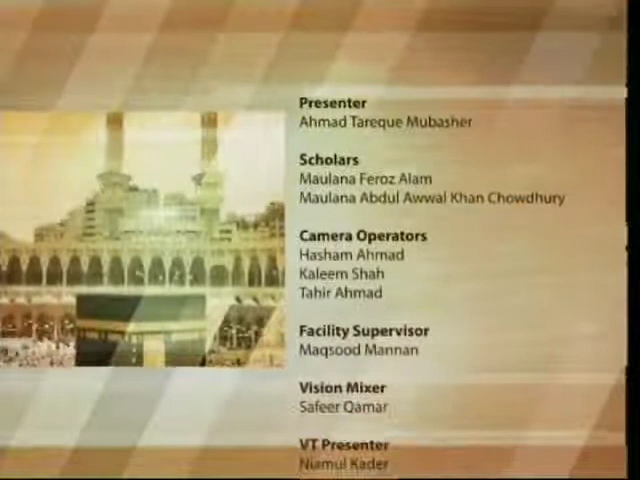 Presenter
Ahmad Tareque Mubasher
Scholars
Maulana Feroz Alam
Maulana Abdul Awwal Khan Chowdhury
Camera Operators
Hasham Ahmad
Kaleem Shah
Tahir Ahmad
Facility Supervisor
Maqsood Mannan
Vision Mixer
Safeer Qamar
VT Presenter
Niamul Kader